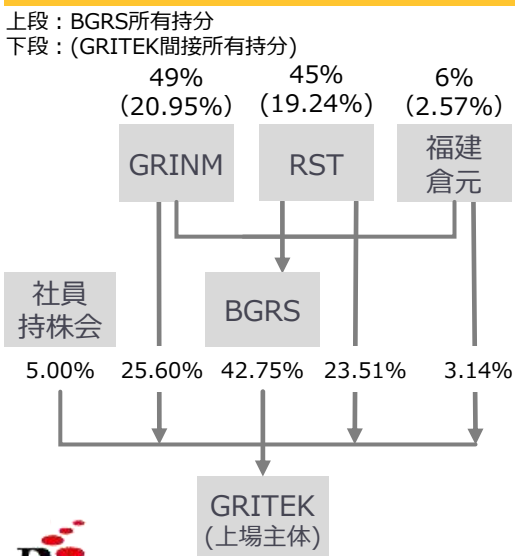 上段：BGRS所有持分
下段：(GRITEK間接所有持分)
49% 45% 6%
（20.95%） （19.24%） （2.57%）
GRINM RST 福建
倉元
社員
持株会
BGRS
5.00% 25.60% 42.75% 23.51% 3.14%
GRITEK
(上場主体)